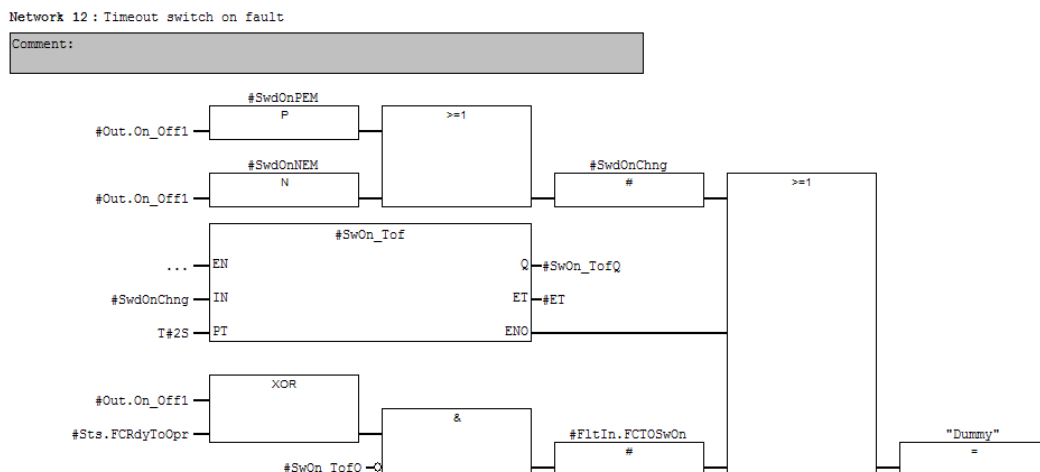 Network 12 : Timeout switch on fault
Comment:
#SwdOnPEM
P
>=1
#Out.On_Off1
#SwdOnNEM
N
#SwdOnChng
#
>=1
#Out.On_Off1
#SwOn_Tof
... EN
Q #SwOn_TofQ
#SwdOnChng IN
ET #ET
T#2S PT
ENO
XOR
#Out.On_Off1
&
#Sts.FCRdyToOpr
#FltIn.FCTOSwOn
#
"Dummy"
=
#SwOn_TofQ